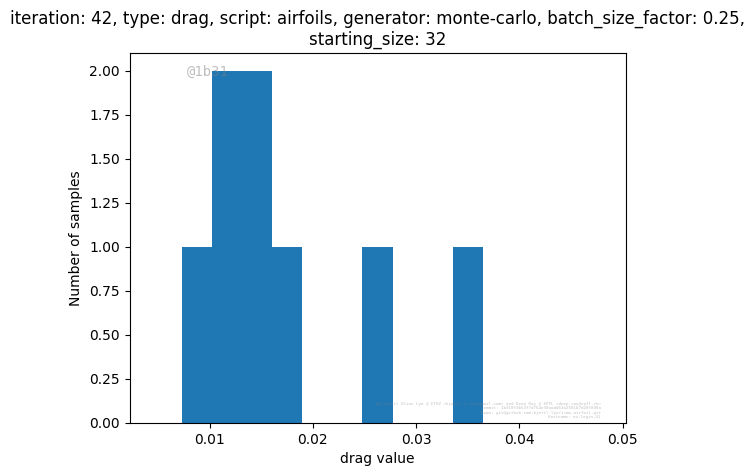 iteration: 42, type: drag, script: airfoils, generator: monte-carlo, batch_size_factor: 0.25,
starting_size: 32
@1b31
2.00
1.75
1.50
1.25
1.00
0.75
0.50
0.25
0.00
Number of samples
0.01
0.02
0.03
0.04
0.05
drag value